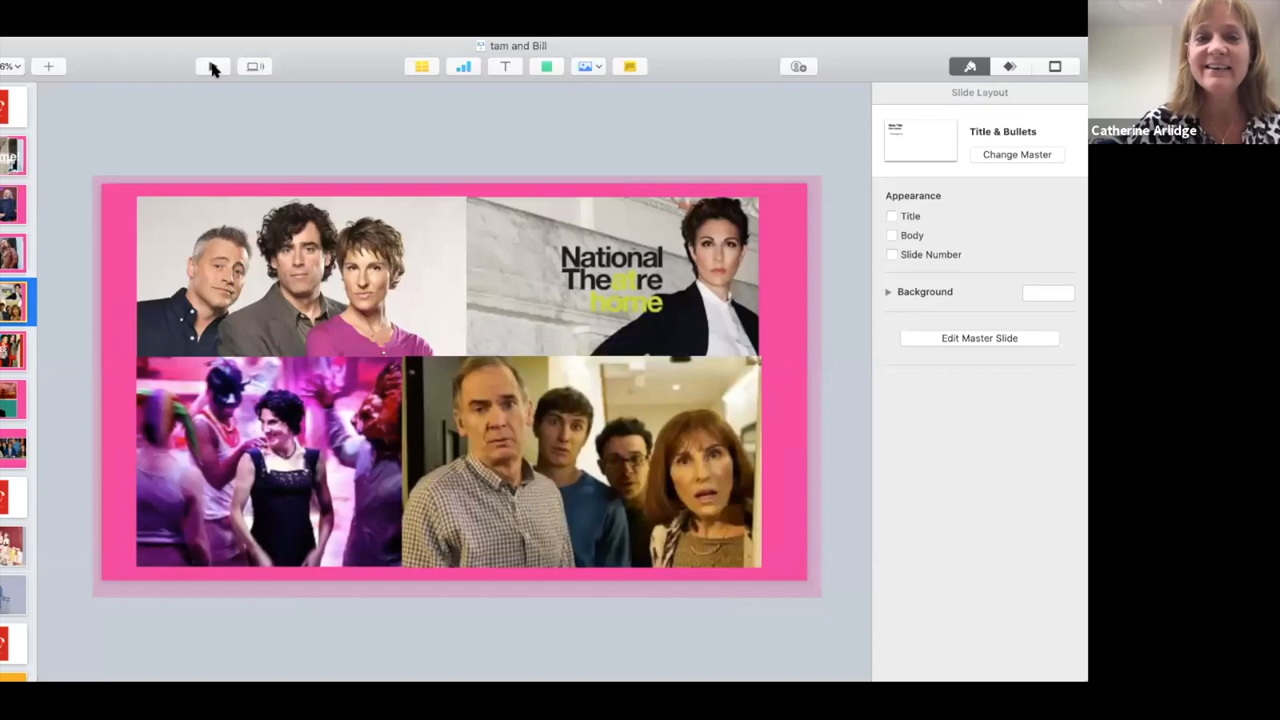 tam and Bill
6%
Slide Layout
Title & Bullets
Change Master
Catherine Arlidge
Appearance
Title
Body
Slide Number
Background
Edit Master Slide
National
Theatre
home